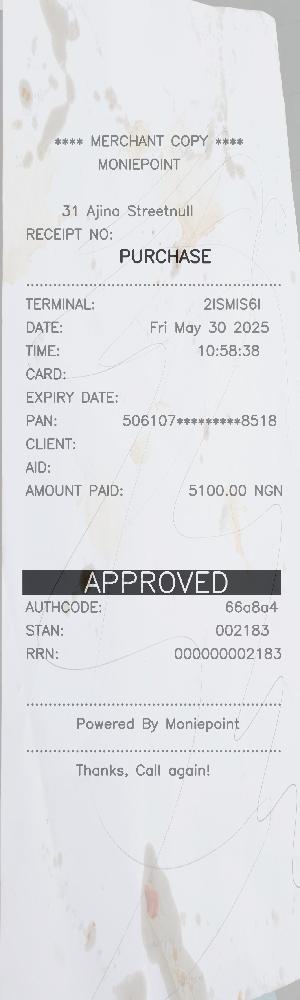 **** MERCHANT COPY ****
MONIEPOINT
31 Ajina Streetnull
RECEIPT NO:
PURCHASE
TERMINAL: 2ISMIS6I
DATE: Fri May 30 2025
TIME: 10:58:38
CARD:
EXPIRY DATE:
PAN: 506107*********8518
CLIENT:
AID:
AMOUNT PAID: 5100.00 NGN
APPROVED
AUTHCODE: 66a8a4
STAN: 002183
RRN: 000000002183
Powered By Moniepoint
Thanks, Call again!